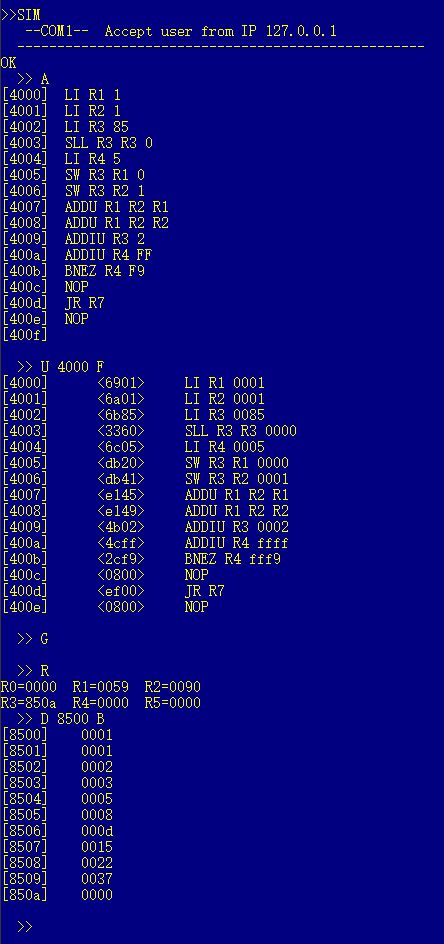 >>SIM
--COM1-- Accept user from IP 127.0.0.1
---------------------------------------------------
OK
>> A
[4000] LI R1 1
[4001] LI R2 1
[4002] LI R3 85
[4003] SLL R3 R3 0
[4004] LI R4 5
[4005] SW R3 R1 0
[4006] SW R3 R2 1
[4007] ADDU R1 R2 R1
[4008] ADDU R1 R2 R2
[4009] ADDIU R3 2
[400a] ADDIU R4 FF
[400b] BNEZ R4 F9
[400c] NOP
[400d] JR R7
[400e] NOP
[400f]
>> U 4000 F
[4000] <6901> LI R1 0001
[4001] <6a01> LI R2 0001
[4002] <6b85> LI R3 0085
[4003] <3360> SLL R3 R3 0000
[4004] <6c05> LI R4 0005
[4005] <db20> SW R3 R1 0000
[4006] <db41> SW R3 R2 0001
[4007] <e145> ADDU R1 R2 R1
[4008] <e149> ADDU R1 R2 R2
[4009] <4b02> ADDIU R3 0002
[400a] <4cff> ADDIU R4 ffff
[400b] <2cf9> BNEZ R4 fff9
[400c] <0800> NOP
[400d] <ef00> JR R7
[400e] <0800> NOP
>> G
>> R
R0=0000 R1=0059 R2=0090
R3=850a R4=0000 R5=0000
>> D 8500 B
[8500] 0001
[8501] 0001
[8502] 0002
[8503] 0003
[8504] 0005
[8505] 0008
[8506] 000d
[8507] 0015
[8508] 0022
[8509] 0037
[850a] 0000
>>